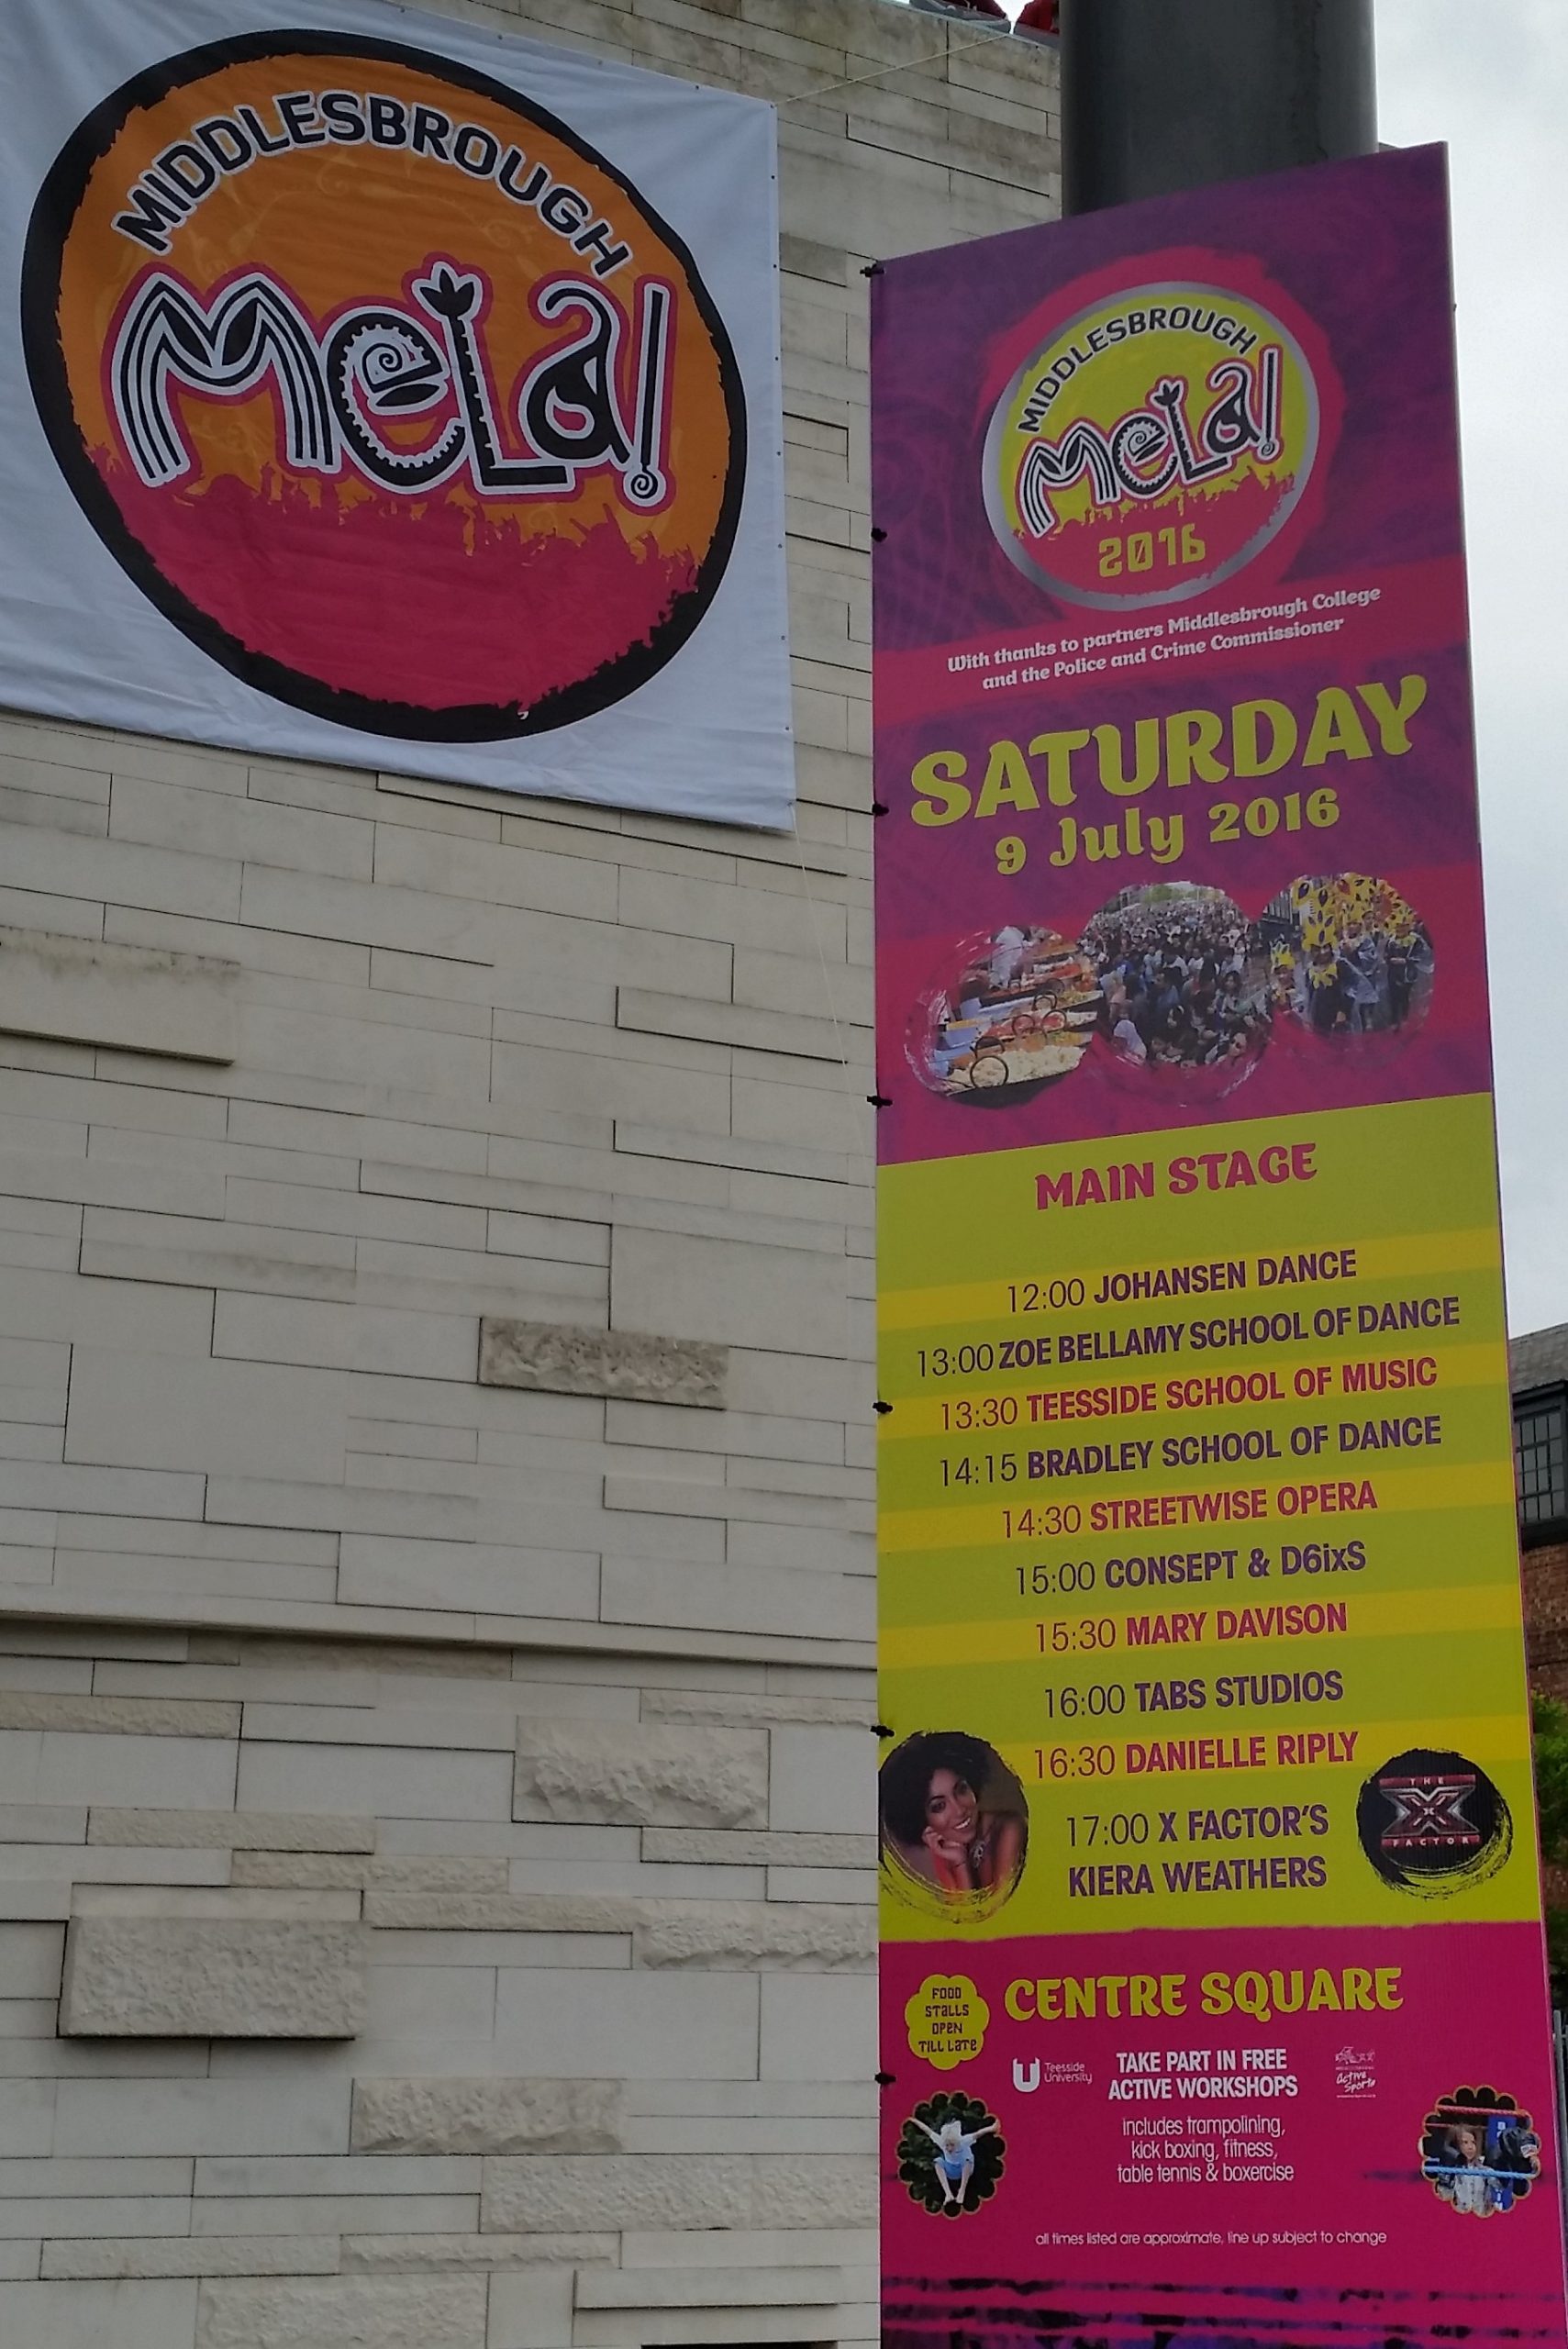 MIDDLESBROUGH
MeLa!
MIDDLESBROUGH
MeLa!
2016
With thanks to partners Middlesbrough College
and the Police and Crime Commissioner
SATURDAY
9 July 2016
MAIN STAGE
12:00 JOHANSEN DANCE
13:00 ZOE BELLAMY SCHOOL OF DANCE
13:30 TEESSIDE SCHOOL OF MUSIC
14:15 BRADLEY SCHOOL OF DANCE
14:30 STREETWISE OPERA
15:00 CONSEPT & D6ixS
15:30 MARY DAVISON
16:00 TABS STUDIOS
16:30 DANIELLE RIPLY
17:00 X FACTOR'S
KIERA WEATHERS
THE
X
FACTOR
FOOD
STALLS
OPEN
TILL LATE
CENTRE SQUARE
Teesside
University
TAKE PART IN FREE
ACTIVE WORKSHOPS
Active
Sports
includes trampolining,
kick boxing, fitness,
table tennis & boxercise
all times listed are approximate, line up subject to change